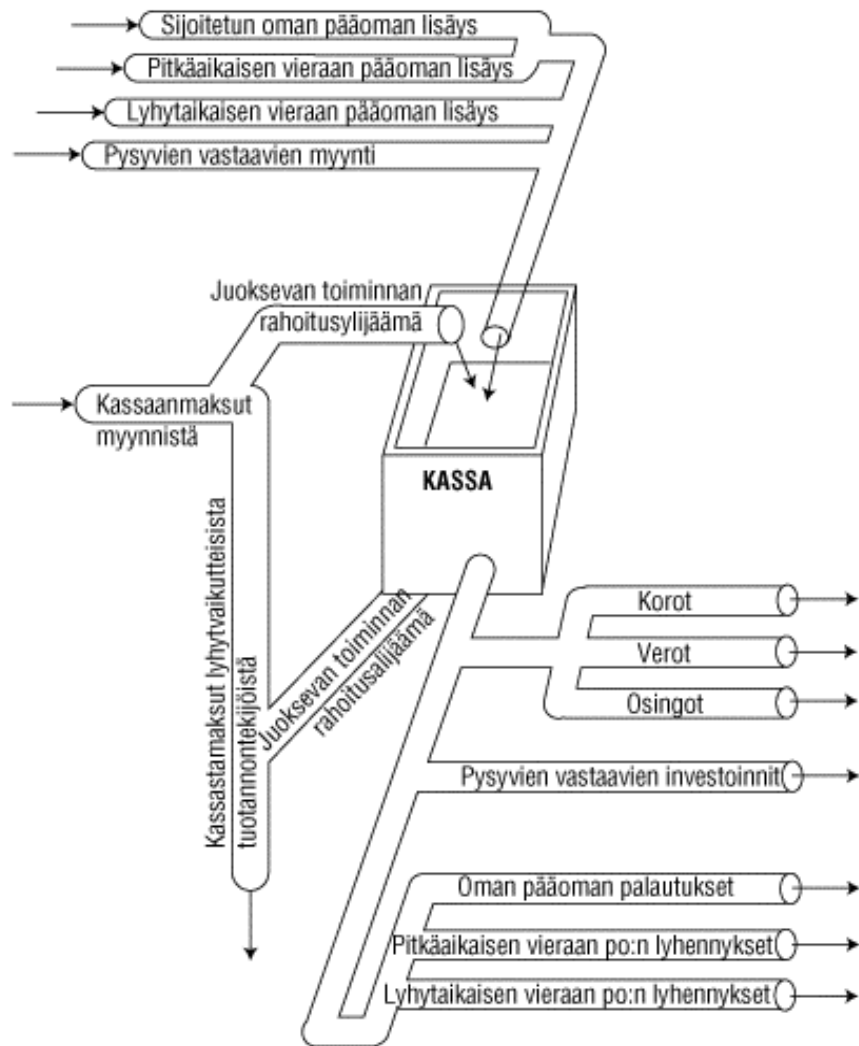 Sijoitetun oman pääoman lisäys
Pitkäaikaisen vieraan pääoman lisäys
Lyhytaikaisen vieraan pääoman lisäys
Pysyvien vastaavien myynti
Juoksevan toiminnan
rahoitusylijäämä
Kassaanmaksut
myynnistä
KASSA
Kassastamaksut lyhytvaikutteisista
tuotannontekijöistä
Juoksevan toiminnan
rahoitusalijäämä
Korot
Verot
Osingot
Pysyvien vastaavien investoinnit
Oman pääoman palautukset
Pitkäaikaisen vieraan po:n lyhennykset
Lyhytaikaisen vieraan po:n lyhennykset